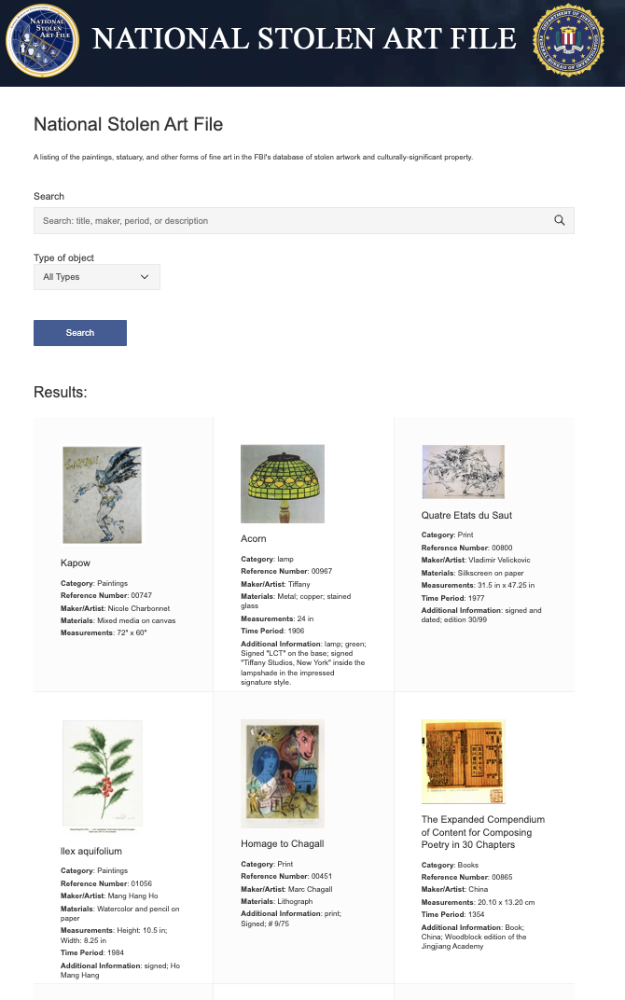 NATIONAL
STOLEN
ART FILE
NATIONAL STOLEN ART FILE
DEPARTMENT OF JUSTICE
FEDERAL BUREAU OF INVESTIGATION
National Stolen Art File
A listing of the paintings, statuary, and other forms of fine art in the FBI's database of stolen artwork and culturally-significant property.
Search
Search: title, maker, period, or description
Type of object
All Types
Search
Results:
Kapow
Category: Paintings
Reference Number: 00747
Maker/Artist: Nicole Charbonnet
Materials: Mixed media on canvas
Measurements: 72" x 60"
Acorn
Category: lamp
Reference Number: 00967
Maker/Artist: Tiffany
Materials: Metal; copper; stained
glass
Measurements: 24 in
Time Period: 1906
Additional Information: lamp; green;
Signed "LCT" on the base; signed
"Tiffany Studios, New York" inside the
lampshade in the impressed
signature style.
Quatre Etats du Saut
Category: Print
Reference Number: 00800
Maker/Artist: Vladimir Velickovic
Materials: Silkscreen on paper
Measurements: 31.5 in x 47.25 in
Time Period: 1977
Additional Information: signed and
dated; edition 30/99
Ilex aquifolium
Category: Paintings
Reference Number: 01056
Maker/Artist: Mang Hang Ho
Materials: Watercolor and pencil on
paper
Measurements: Height: 10.5 in;
Width: 8.25 in
Time Period: 1984
Additional Information: signed; Ho
Mang Hang
Homage to Chagall
Category: Print
Reference Number: 00451
Maker/Artist: Marc Chagall
Materials: Lithograph
Additional Information: print;
Signed; # 9/75
The Expanded Compendium
of Content for Composing
Poetry in 30 Chapters
Category: Books
Reference Number: 00865
Maker/Artist: China
Measurements: 20.10 x 13.20 cm
Time Period: 1354
Additional Information: Book;
China; Woodblock edition of the
Jingjiang Academy